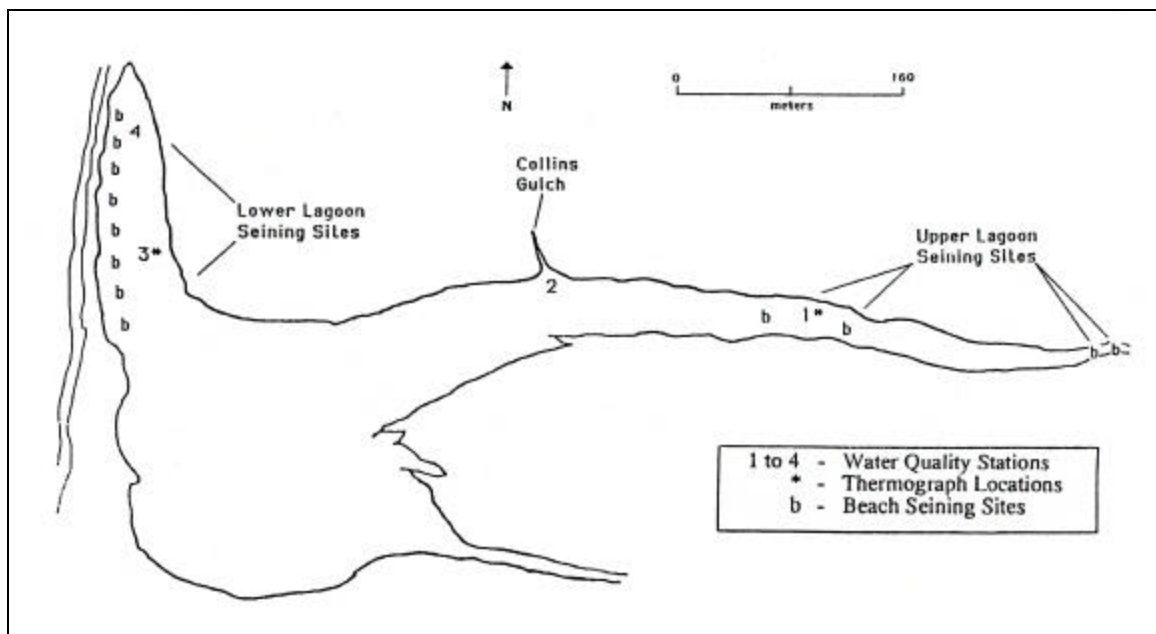 0 160
meters
N
Collins
Gulch
b
4
b
b
b
b
3*
b
b
b
Lower Lagoon
Seining Sites
Upper Lagoon
Seining Sites
2
b 1* b
b b
1 to 4 - Water Quality Stations
* - Thermograph Locations
b - Beach Seining Sites